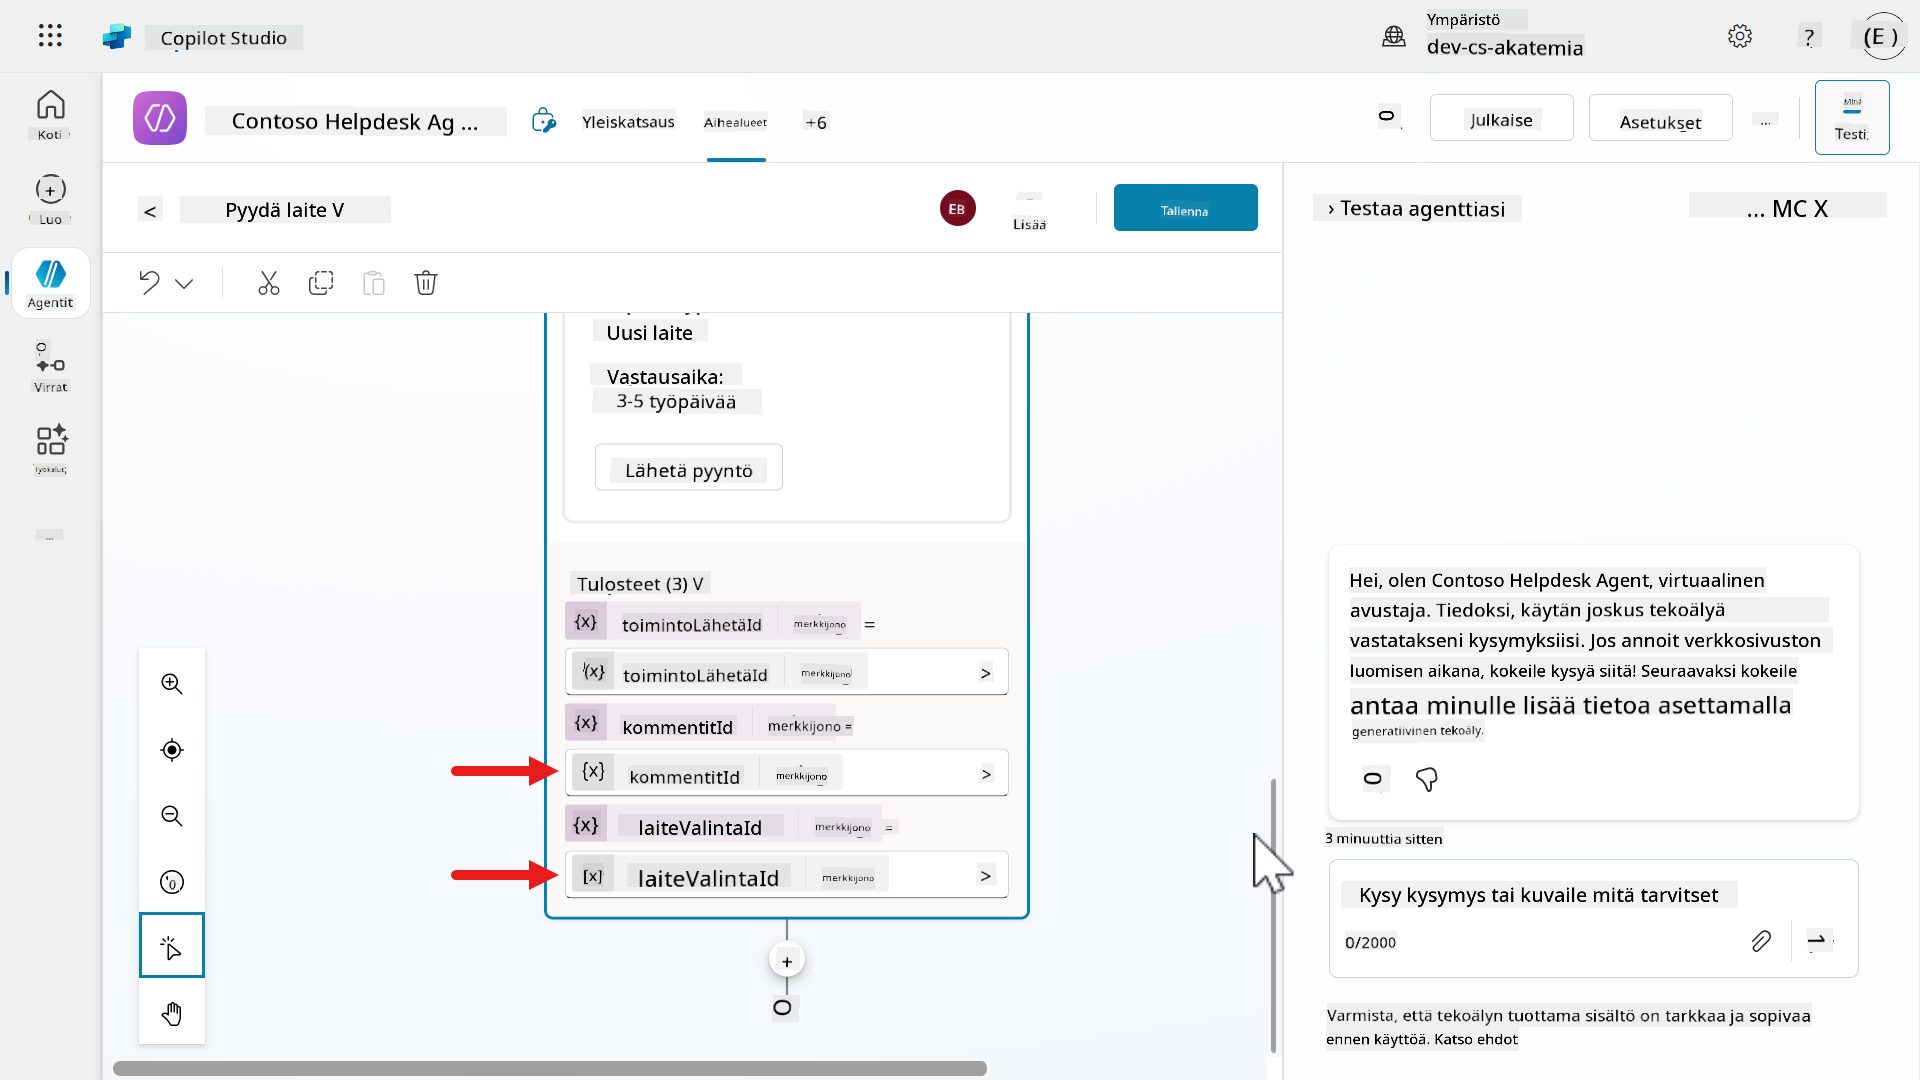 Copilot Studio
Ympäristö
dev-cs-akatemia
?
(E )
Koti
Luo
Agentit
Virrat
Työkalut
Contoso Helpdesk Ag ...
Yleiskatsaus
Aihealueet
+6
Julkaise
Asetukset
...
Testi
<
Pyydä laite V
EB
Lisää
Tallenna
Uusi laite
Vastausaika:
3-5 työpäivää
Lähetä pyyntö
Tulosteet (3) V
{x} toimintoLähetäId merkkijono =
(x} toimintoLähetäId merkkijono >
{x} kommentitId merkkijono =
{x} kommentitId merkkijono >
{x} laiteValintaId merkkijono =
[x] laiteValintaId merkkijono >
+
› Testaa agenttiasi
... MC X
Hei, olen Contoso Helpdesk Agent, virtuaalinen
avustaja. Tiedoksi, käytän joskus tekoälyä
vastatakseni kysymyksiisi. Jos annoit verkkosivuston
luomisen aikana, kokeile kysyä siitä! Seuraavaksi kokeile
antaa minulle lisää tietoa asettamalla
generatiivinen tekoäly.
3 minuuttia sitten
Kysy kysymys tai kuvaile mitä tarvitset
0/2000
Varmista, että tekoälyn tuottama sisältö on tarkkaa ja sopivaa
ennen käyttöä. Katso ehdot